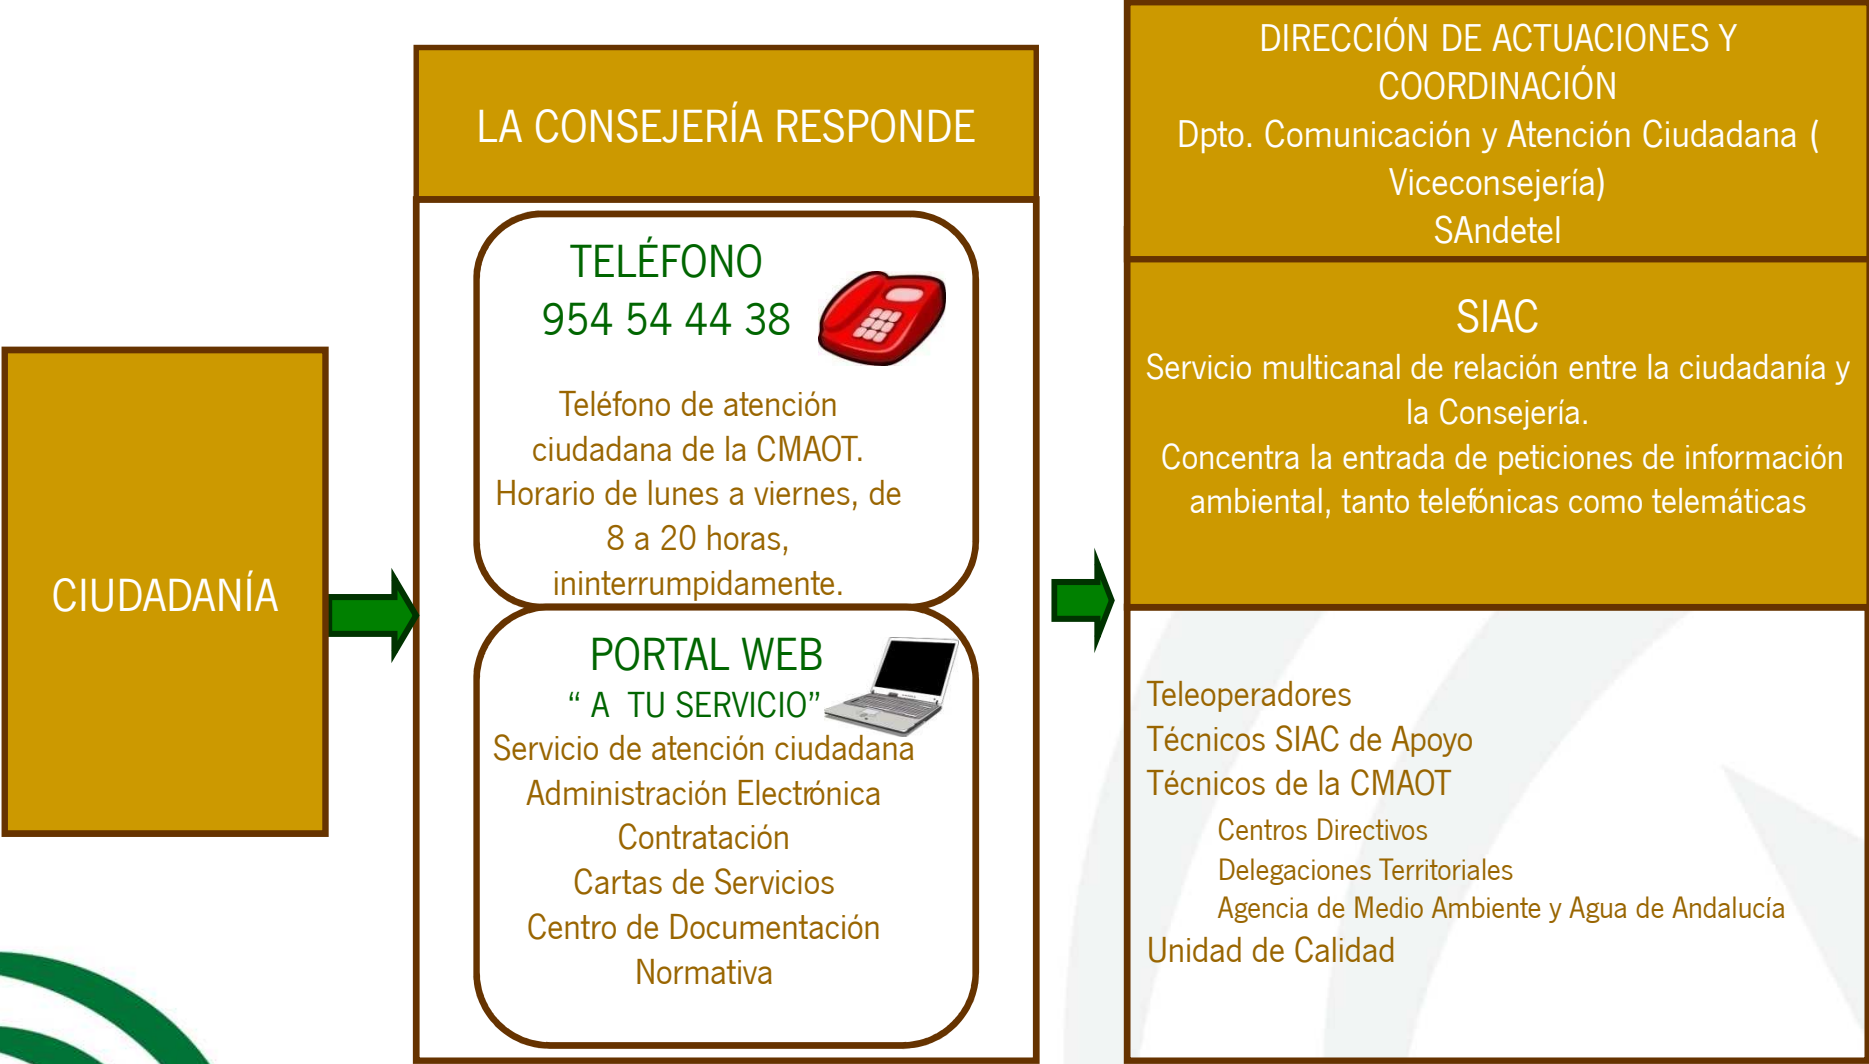 CIUDADANÍA
LA CONSEJERÍA RESPONDE
TELÉFONO
954 54 44 38
Teléfono de atención
ciudadana de la CMAOT.
Horario de lunes a viernes, de
8 a 20 horas,
ininterrumpidamente.
PORTAL WEB
“ A TU SERVICIO”
Servicio de atención ciudadana
Administración Electrónica
Contratación
Cartas de Servicios
Centro de Documentación
Normativa
DIRECCIÓN DE ACTUACIONES Y
COORDINACIÓN
Dpto. Comunicación y Atención Ciudadana (
Viceconsejería)
SAndetel
SIAC
Servicio multicanal de relación entre la ciudadanía y
la Consejería.
Concentra la entrada de peticiones de información
ambiental, tanto telefónicas como telemáticas
Teleoperadores
Técnicos SIAC de Apoyo
Técnicos de la CMAOT
Centros Directivos
Delegaciones Territoriales
Agencia de Medio Ambiente y Agua de Andalucía
Unidad de Calidad